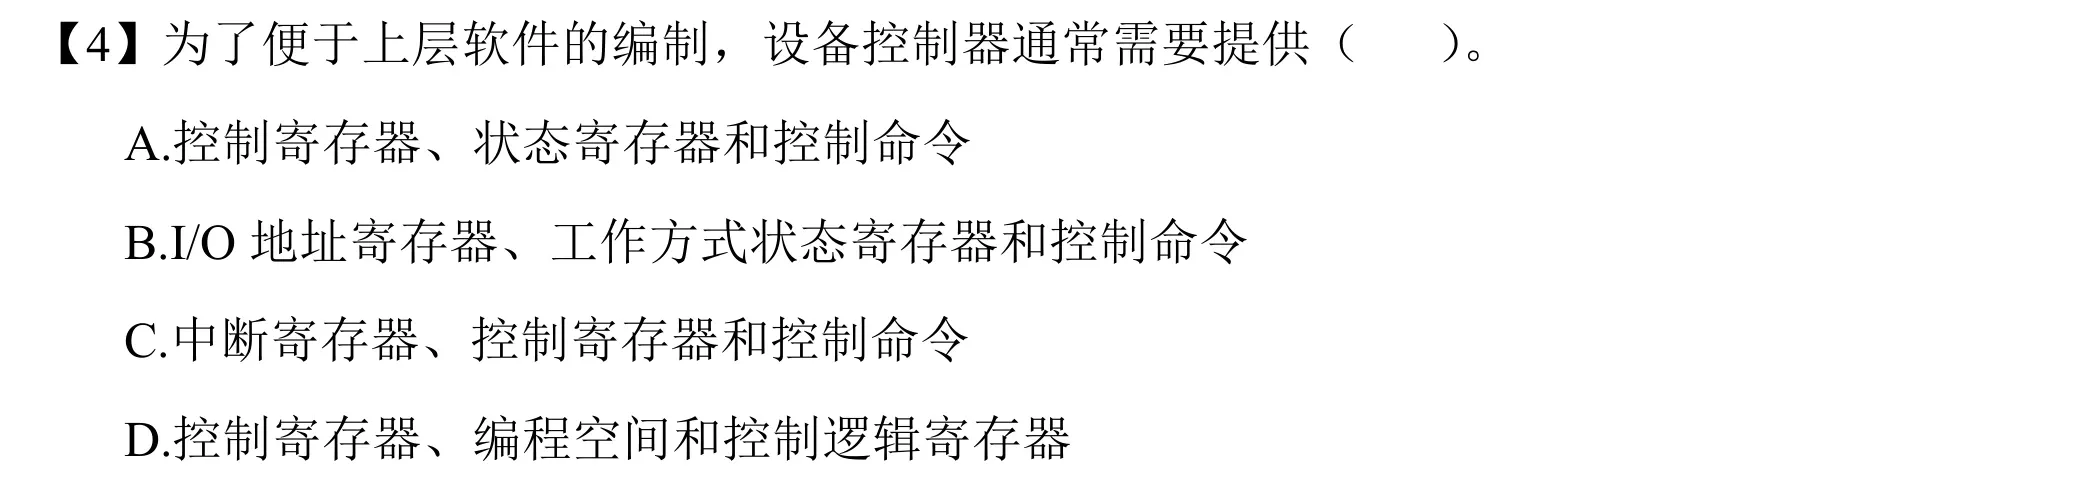 【4】为了便于上层软件的编制，设备控制器通常需要提供（　　）。
A.控制寄存器、状态寄存器和控制命令
B.I/O 地址寄存器、工作方式状态寄存器和控制命令
C.中断寄存器、控制寄存器和控制命令
D.控制寄存器、编程空间和控制逻辑寄存器